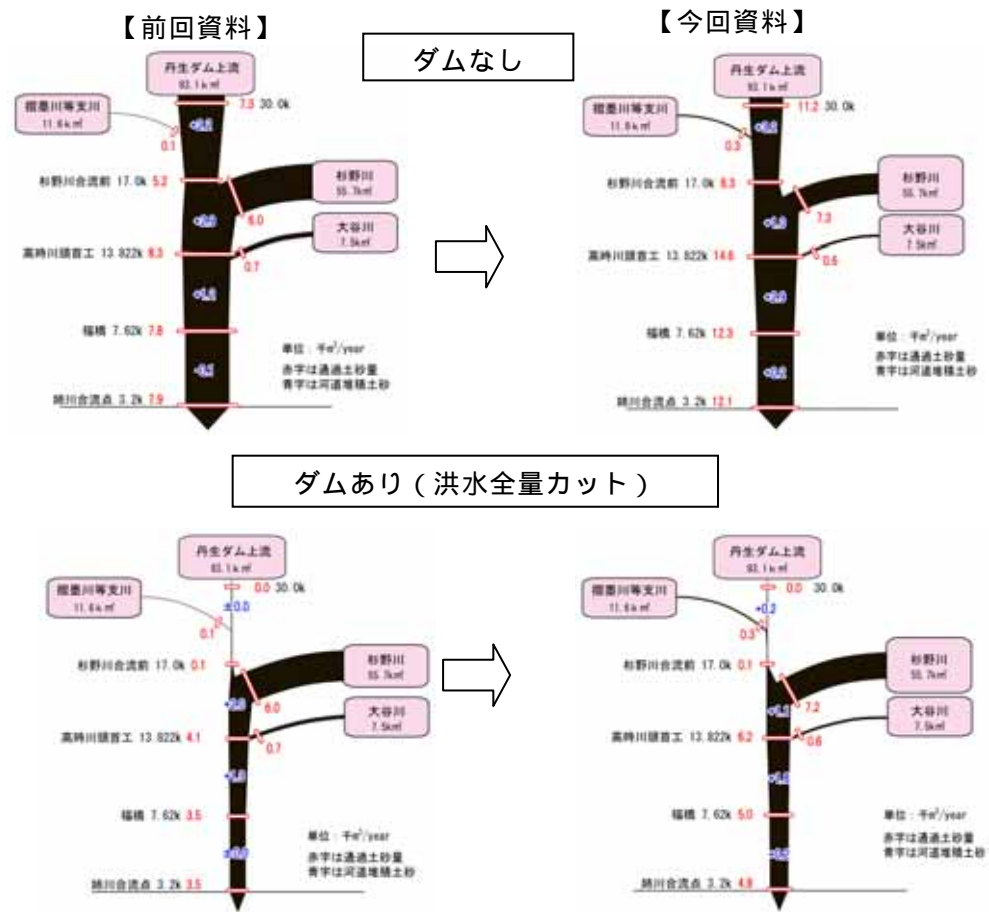 【前回資料】
【今回資料】
ダムなし
丹生ダム上流
93.1k㎡
30.0k
摺墨川等支川
11.6k㎡
0.1
杉野川合流前 17.0k 5.2
杉野川
55.7k㎡
6.0
大谷川
7.5k㎡
0.7
高時川頭首工 13.822k
福橋 7.62k 7.8
単位：千m³/year
赤字は通過土砂量
青字は河道堆積土砂
姉川合流点 3.2k 7.9
丹生ダム上流
93.1k㎡
11.2 30.0k
摺墨川等支川
11.6k㎡
0.3
杉野川合流前 17.0k
杉野川
55.7k㎡
大谷川
7.5k㎡
高時川頭首工 13.822k 14.6
福橋 7.62k 12.3
単位：千m³/year
赤字は通過土砂量
青字は河道堆積土砂
姉川合流点 3.2k 12.1
ダムあり（洪水全量カット）
丹生ダム上流
93.1k㎡
0.0 30.0k
±0.0
摺墨川等支川
11.6k㎡
0.1
杉野川合流前 17.0k 0.1
杉野川
55.7k㎡
6.0
大谷川
7.5k㎡
0.7
高時川頭首工 13.822k 4.1
福橋 7.62k 3.5
単位：千m³/year
赤字は通過土砂量
青字は河道堆積土砂
姉川合流点 3.2k 3.5
丹生ダム上流
93.1k㎡
0.0 30.0k
+0.2
摺墨川等支川
11.6k㎡
0.3
杉野川合流前 17.0k 0.1
杉野川
55.7k㎡
7.2
大谷川
7.5k㎡
0.6
高時川頭首工 13.822k 6.2
福橋 7.62k 5.0
単位：千m³/year
赤字は通過土砂量
青字は河道堆積土砂
姉川合流点 3.2k 4.8